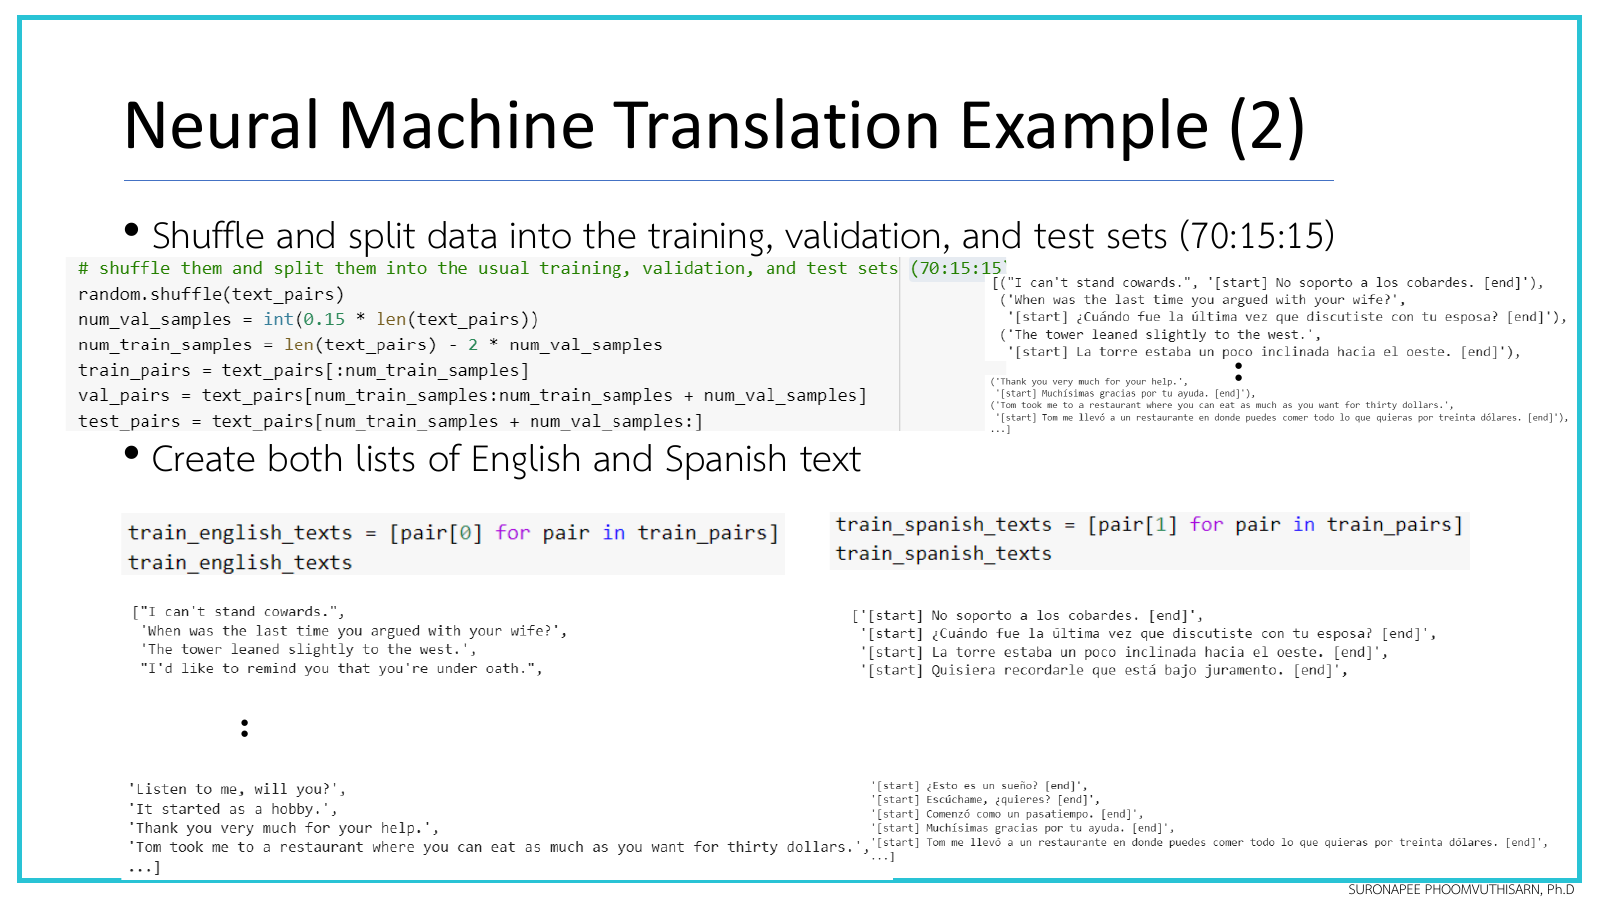 Neural Machine Translation Example (2)
• Shuffle and split data into the training, validation, and test sets (70:15:15)
# shuffle them and split them into the usual training, validation, and test sets (70:15:15
random.shuffle(text_pairs)
num_val_samples = int(0.15 * len(text_pairs))
num_train_samples = len(text_pairs) - 2 * num_val_samples
train_pairs = text_pairs[:num_train_samples]
val_pairs = text_pairs[num_train_samples:num_train_samples + num_val_samples]
test_pairs = text_pairs[num_train_samples + num_val_samples:]
[("I can't stand cowards.", '[start] No soporto a los cobardes. [end]'),
('When was the last time you argued with your wife?',
'[start] ¿Cuándo fue la última vez que discutiste con tu esposa? [end]'),
('The tower leaned slightly to the west.',
'[start] La torre estaba un poco inclinada hacia el oeste. [end]'),
:
('Thank you very much for your help.',
'[start] Muchísimas gracias por tu ayuda. [end]'),
('Tom took me to a restaurant where you can eat as much as you want for thirty dollars.',
'[start] Tom me llevó a un restaurante en donde puedes comer todo lo que quieras por treinta dólares. [end]'),
...]
• Create both lists of English and Spanish text
train_english_texts = [pair[0] for pair in train_pairs]
train_english_texts
["I can't stand cowards.",
'When was the last time you argued with your wife?',
'The tower leaned slightly to the west.',
"I'd like to remind you that you're under oath.",
:
'Listen to me, will you?',
'It started as a hobby.',
'Thank you very much for your help.',
'Tom took me to a restaurant where you can eat as much as you want for thirty dollars.',
...]
train_spanish_texts = [pair[1] for pair in train_pairs]
train_spanish_texts
['[start] No soporto a los cobardes. [end]',
'[start] ¿Cuándo fue la última vez que discutiste con tu esposa? [end]',
'[start] La torre estaba un poco inclinada hacia el oeste. [end]',
'[start] Quisiera recordarle que está bajo juramento. [end]',
'[start] ¿Esto es un sueño? [end]',
'[start] Escúchame, ¿quieres? [end]',
'[start] Comenzó como un pasatiempo. [end]',
'[start] Muchísimas gracias por tu ayuda. [end]',
'[start] Tom me llevó a un restaurante en donde puedes comer todo lo que quieras por treinta dólares. [end]',
...]
SURONAPEE PHOOMVUTHISARN, Ph.D